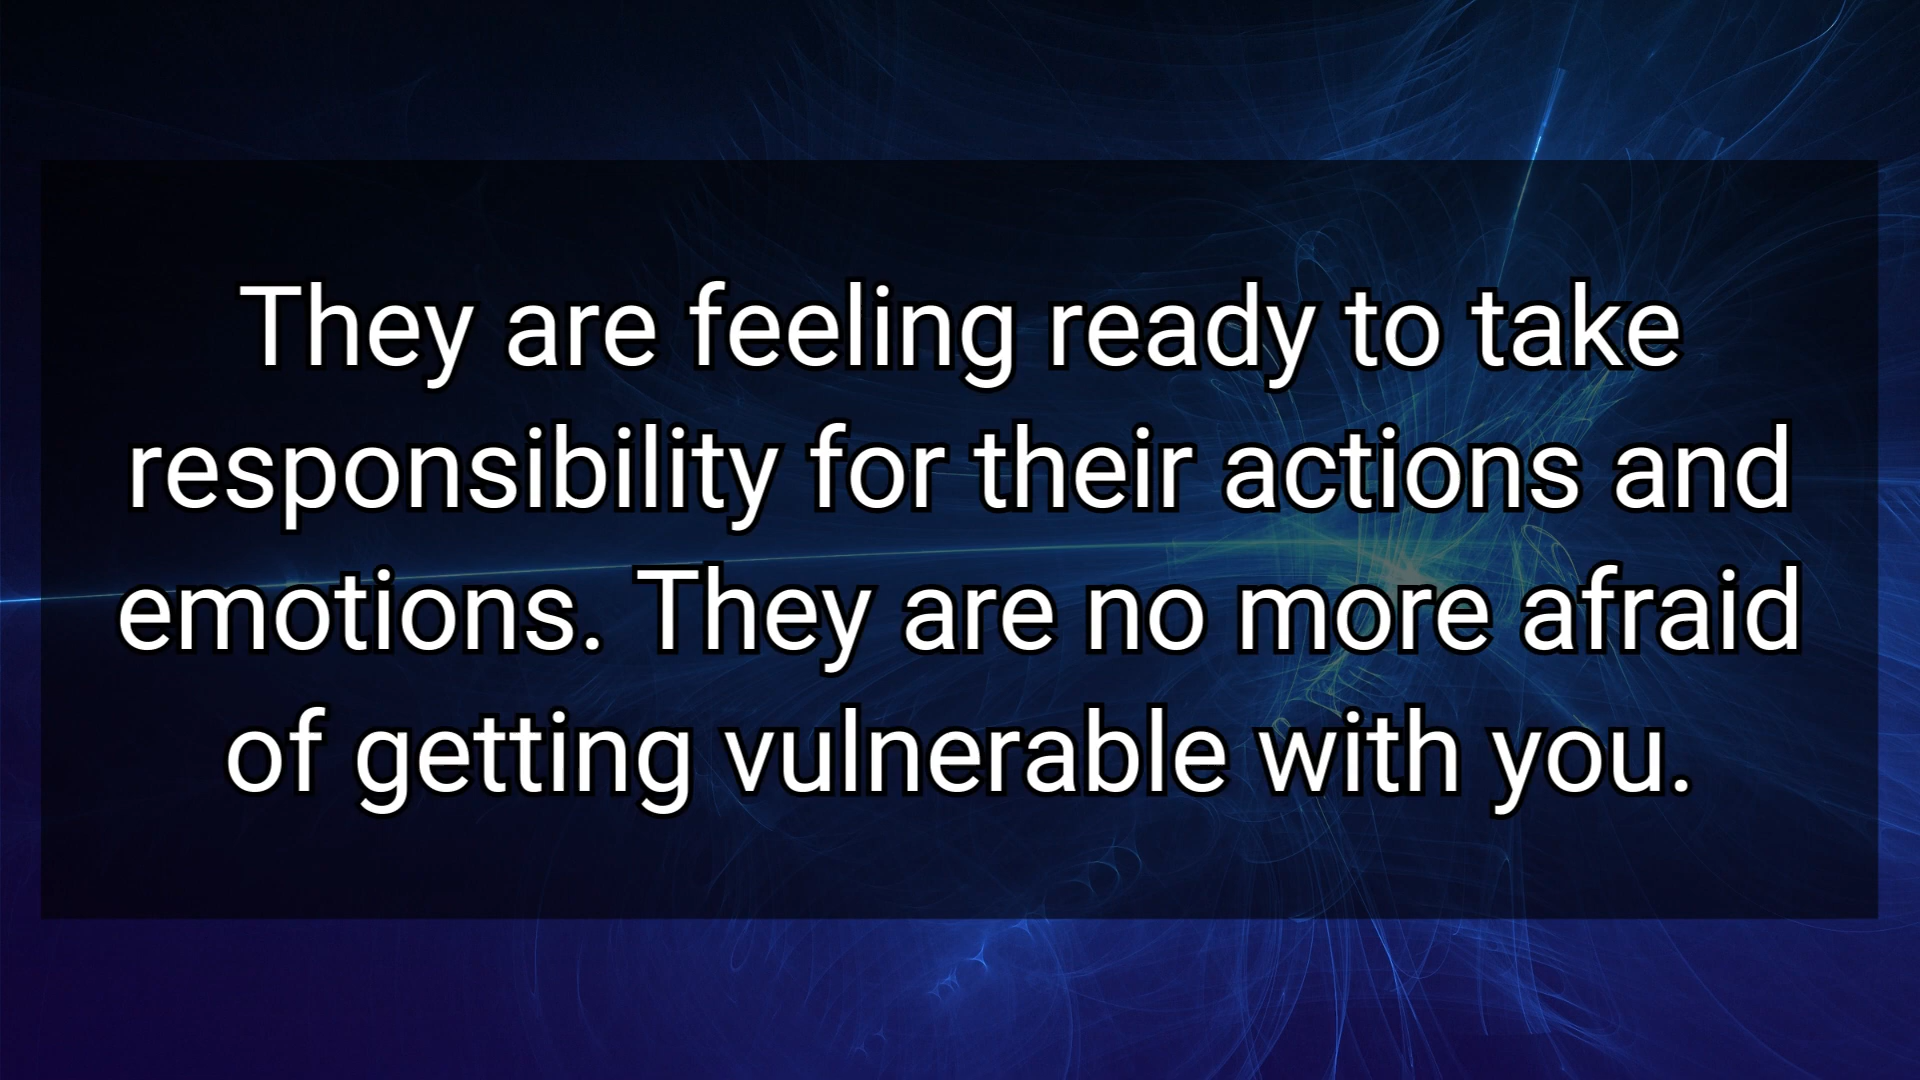 They are feeling ready to take
responsibility for their actions and
emotions. They are no more afraid
of getting vulnerable with you.